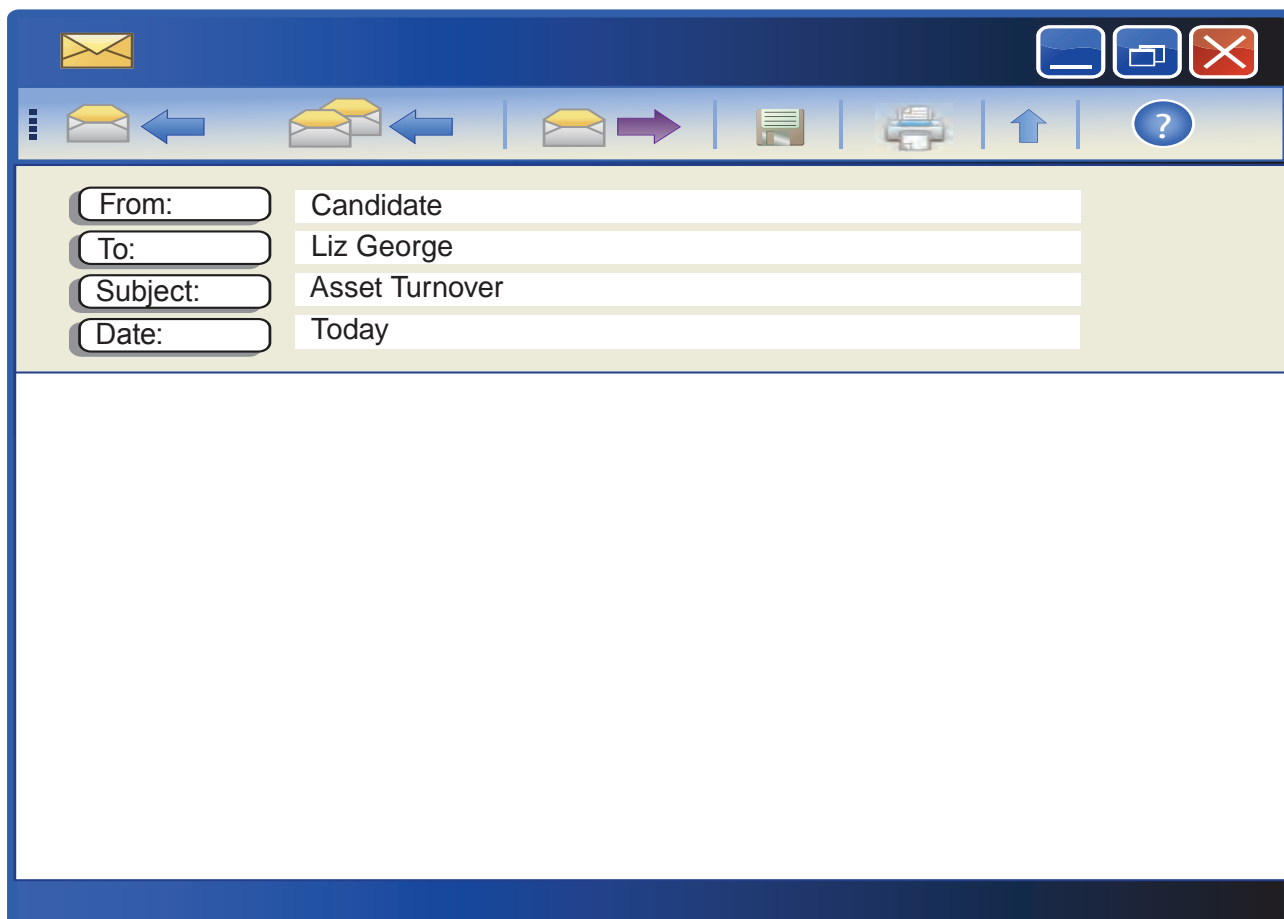 ?
From: Candidate
To: Liz George
Subject: Asset Turnover
Date: Today